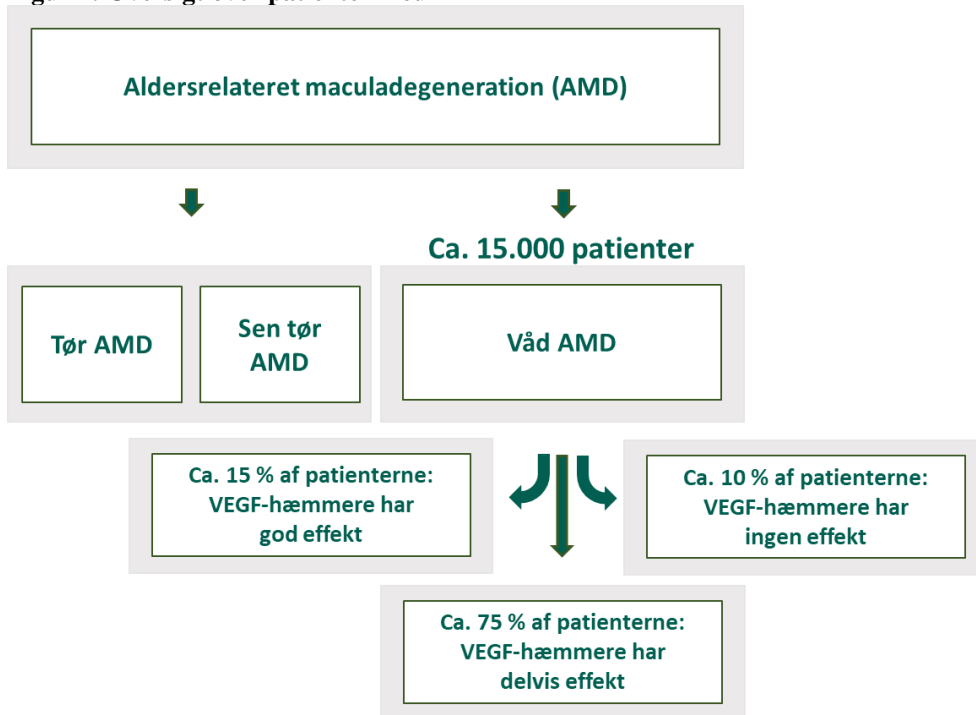 Aldersrelateret maculadegeneration (AMD)
Ca. 15.000 patienter
Tør AMD
Sen tør
AMD
Våd AMD
Ca. 15 % af patienterne:
VEGF-hæmmere har
god effekt
Ca. 10 % af patienterne:
VEGF-hæmmere har
ingen effekt
Ca. 75 % af patienterne:
VEGF-hæmmere har
delvis effekt